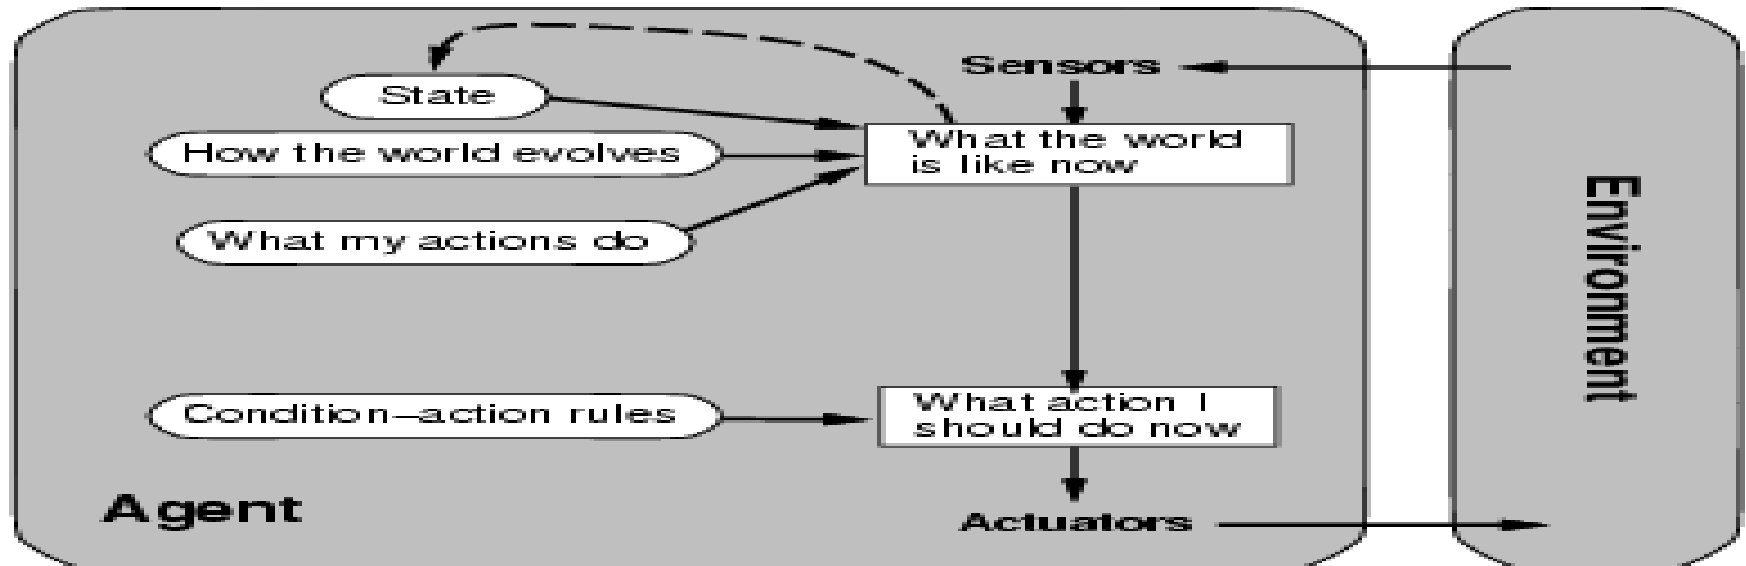 Sensors
State
What the world
is like now
How the world evolves
What my actions do
Environment
Condition–action rules
What action I
should do now
Agent
Actuators